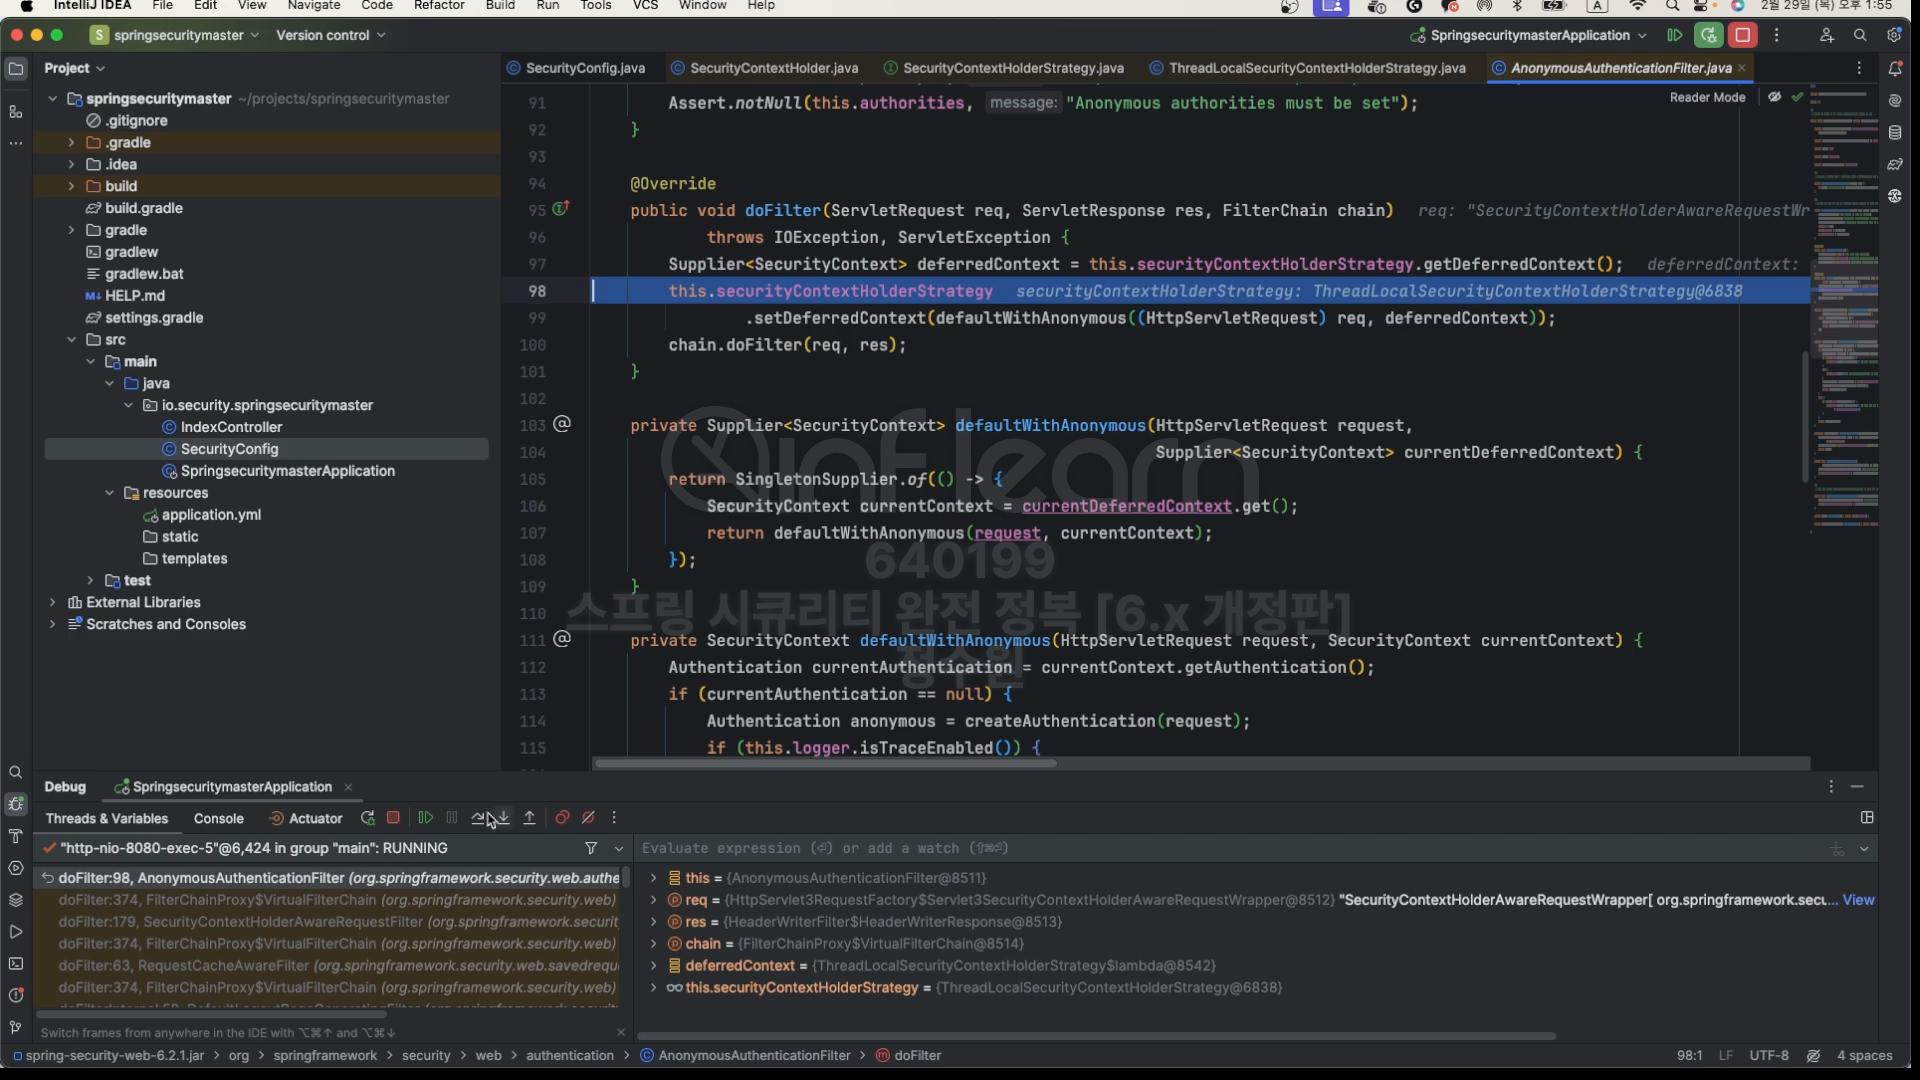 IntelliJ IDEA File Edit View Navigate Code Refactor Build Run Tools VCS Window Help
A 2월 29일 (목) 오후 1:55
S springsecuritymaster Version control SpringsecuritymasterApplication
Project
springsecuritymaster ~/projects/springsecuritymaster
.gitignore
.gradle
.idea
build
build.gradle
gradle
gradlew
gradlew.bat
HELP.md
settings.gradle
src
main
java
io.security.springsecuritymaster
IndexController
SecurityConfig
SpringsecuritymasterApplication
resources
application.yml
static
templates
test
External Libraries
Scratches and Consoles
SecurityConfig.java SecurityContextHolder.java SecurityContextHolderStrategy.java ThreadLocalSecurityContextHolderStrategy.java AnonymousAuthenticationFilter.java
Reader Mode
91 Assert.notNull(this.authorities, message: "Anonymous authorities must be set");
92 }
93
94 @Override
95 public void doFilter(ServletRequest req, ServletResponse res, FilterChain chain) req: "SecurityContextHolderAwareRequestWr
96 throws IOException, ServletException {
97 Supplier<SecurityContext> deferredContext = this.securityContextHolderStrategy.getDeferredContext(); deferredContext:
98 this.securityContextHolderStrategy securityContextHolderStrategy: ThreadLocalSecurityContextHolderStrategy@6838
99 .setDeferredContext(defaultWithAnonymous((HttpServletRequest) req, deferredContext));
100 chain.doFilter(req, res);
101 }
102
103 private Supplier<SecurityContext> defaultWithAnonymous(HttpServletRequest request,
104 Supplier<SecurityContext> currentDeferredContext) {
105 return SingletonSupplier.of(() -> {
106 SecurityContext currentContext = currentDeferredContext.get();
107 return defaultWithAnonymous(request, currentContext);
108 });
109 }
110
111 private SecurityContext defaultWithAnonymous(HttpServletRequest request, SecurityContext currentContext) {
112 Authentication currentAuthentication = currentContext.getAuthentication();
113 if (currentAuthentication == null) {
114 Authentication anonymous = createAuthentication(request);
115 if (this.logger.isTraceEnabled()) {
inflearn
640199
스프링 시큐리티 완전 정복 [6.x 개정판]
Debug SpringsecuritymasterApplication
Threads & Variables Console Actuator
"http-nio-8080-exec-5"@6,424 in group "main": RUNNING
doFilter:98, AnonymousAuthenticationFilter (org.springframework.security.web.authe
doFilter:374, FilterChainProxy$VirtualFilterChain (org.springframework.security.web)
doFilter:179, SecurityContextHolderAwareRequestFilter (org.springframework.securit
doFilter:374, FilterChainProxy$VirtualFilterChain (org.springframework.security.web)
doFilter:63, RequestCacheAwareFilter (org.springframework.security.web.savedrequ
doFilter:374, FilterChainProxy$VirtualFilterChain (org.springframework.security.web)
Switch frames from anywhere in the IDE with ⌥⌘↑ and ⌥⌘↓
Evaluate expression (⏎) or add a watch (⇧⌘⏎)
this = {AnonymousAuthenticationFilter@8511}
req = {HttpServlet3RequestFactory$Servlet3SecurityContextHolderAwareRequestWrapper@8512} "SecurityContextHolderAwareRequestWrapper[ org.springframework.secu... View
res = {HeaderWriterFilter$HeaderWriterResponse@8513}
chain = {FilterChainProxy$VirtualFilterChain@8514}
deferredContext = {ThreadLocalSecurityContextHolderStrategy$lambda@8542}
this.securityContextHolderStrategy = {ThreadLocalSecurityContextHolderStrategy@6838}
spring-security-web-6.2.1.jar > org > springframework > security > web > authentication > AnonymousAuthenticationFilter > doFilter
98:1 LF UTF-8 4 spaces